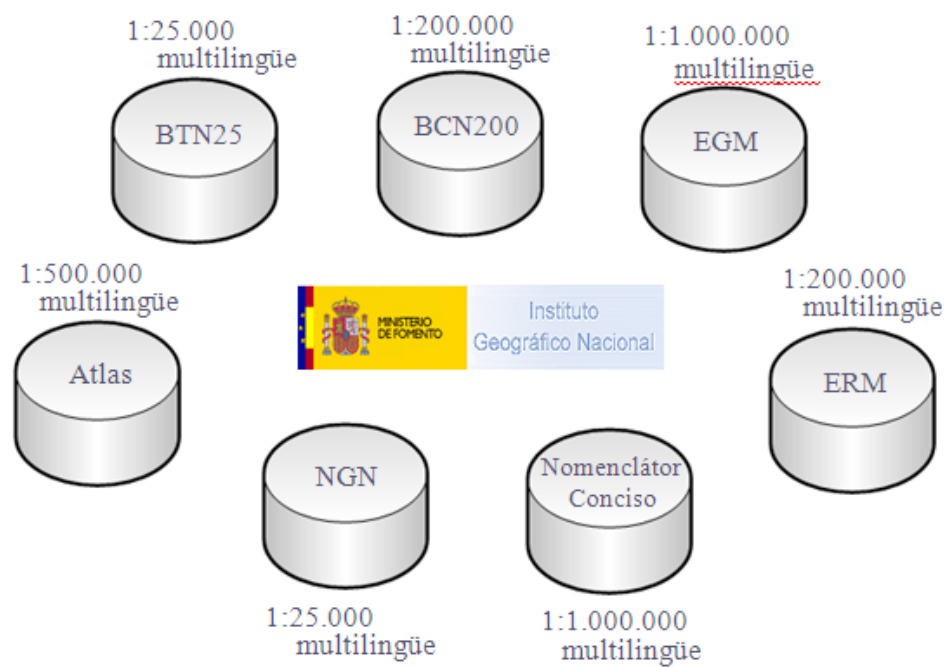 1:25.000
multilingüe
BTN25
1:200.000
multilingüe
BCN200
1:1.000.000
multilingüe
EGM
1:500.000
multilingüe
Atlas
MINISTERIO
DE FOMENTO
Instituto
Geográfico Nacional
1:200.000
multilingüe
ERM
NGN
1:25.000
multilingüe
Nomenclátor
Conciso
1:1.000.000
multilingüe